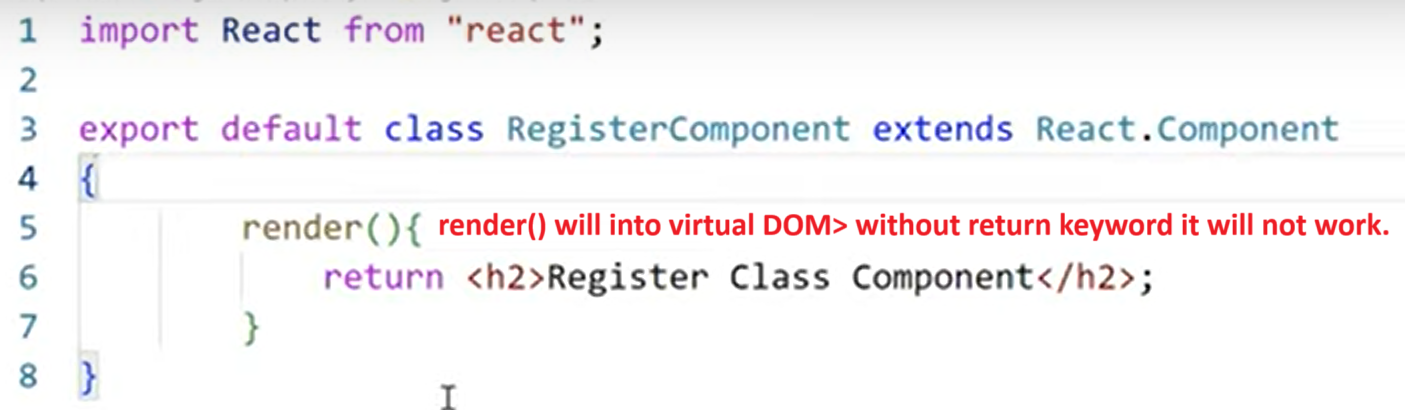 1 import React from "react";
2
3 export default class RegisterComponent extends React.Component
4 {
5 render(){ render() will into virtual DOM> without return keyword it will not work.
6 return <h2>Register Class Component</h2>;
7 }
8 }